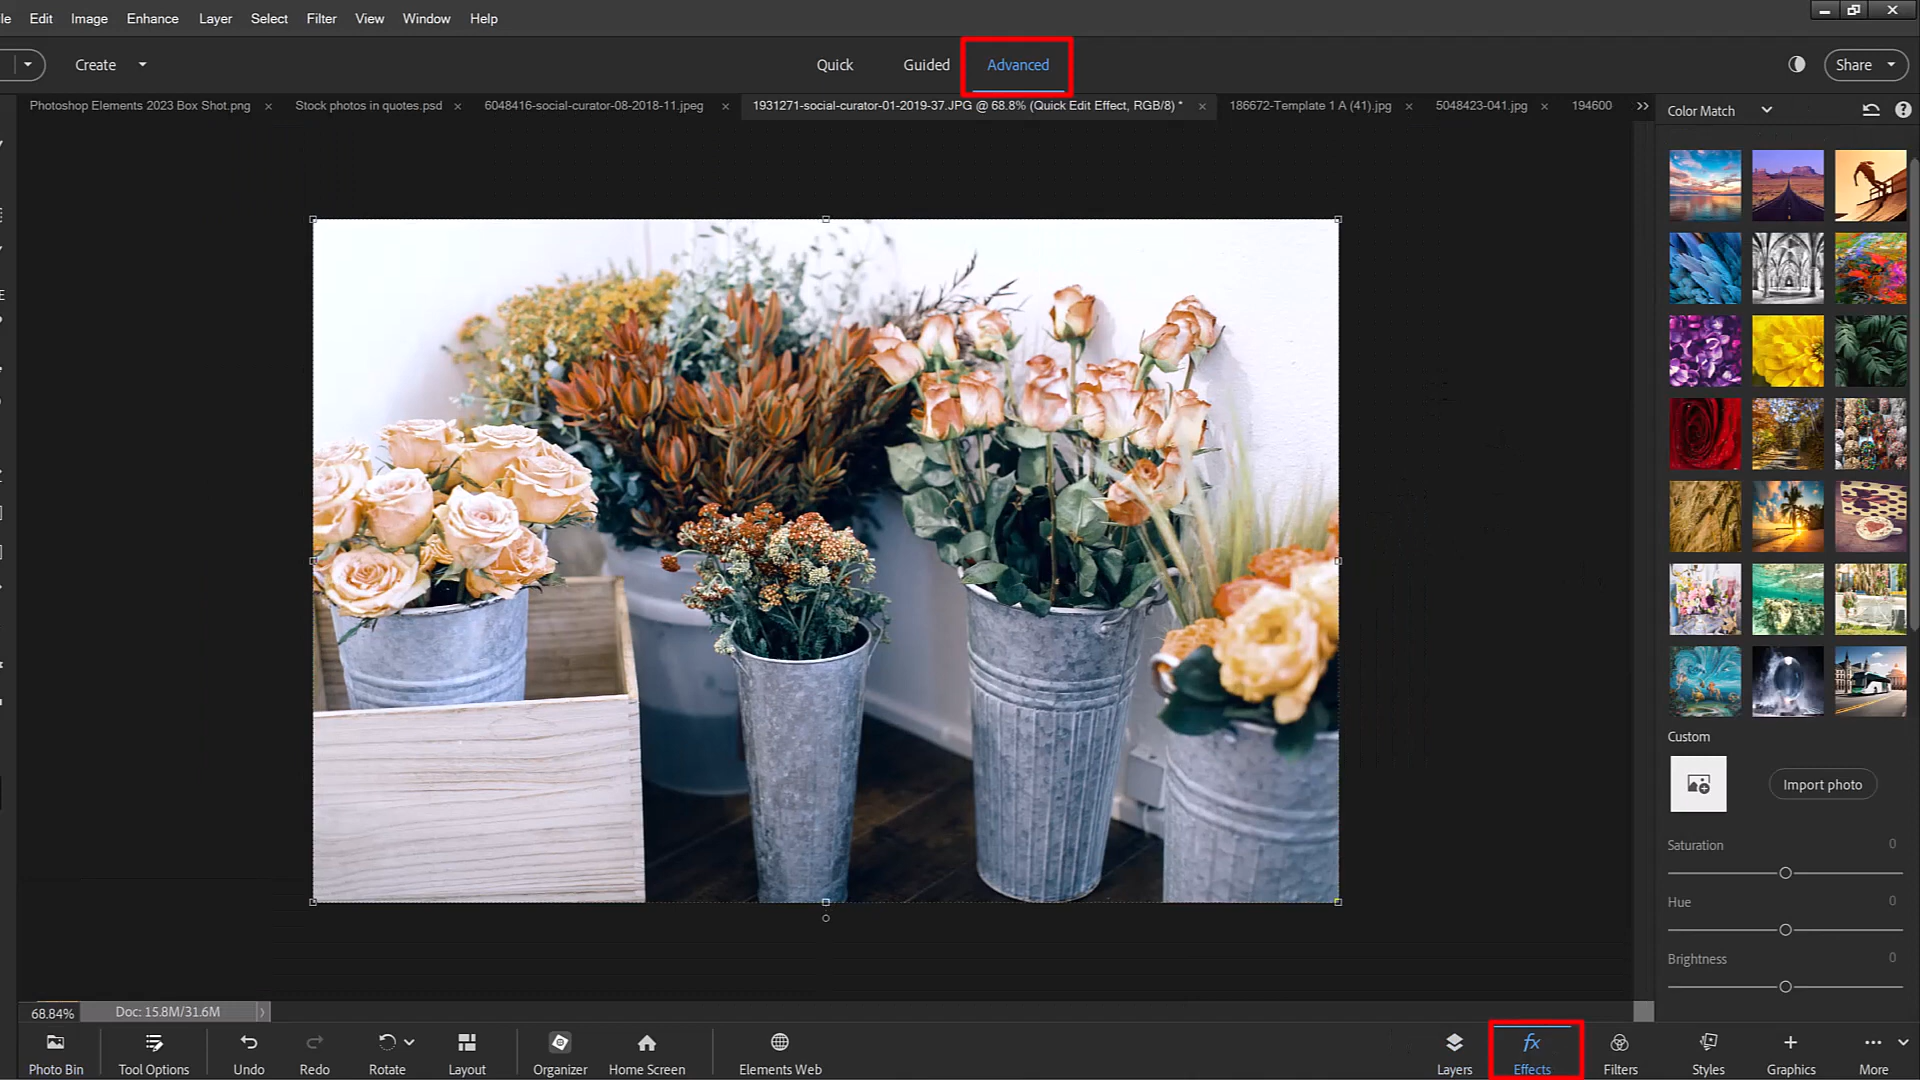 le Edit Image Enhance Layer Select Filter View Window Help
Create Quick Guided Advanced Share
Photoshop Elements 2023 Box Shot.png × Stock photos in quotes.psd × 6048416-social-curator-08-2018-11.jpeg × 1931271-social-curator-01-2019-37.JPG @ 68.8% (Quick Edit Effect, RGB/8) * × 186672-Template 1 A (41).jpg × 5048423-041.jpg × 194600 »
Color Match
Custom
Import photo
Saturation 0
Hue 0
Brightness 0
68.84% Doc: 15.8M/31.6M
Photo Bin Tool Options Undo Redo Rotate Layout Organizer Home Screen Elements Web Layers fx Effects Filters Styles Graphics More